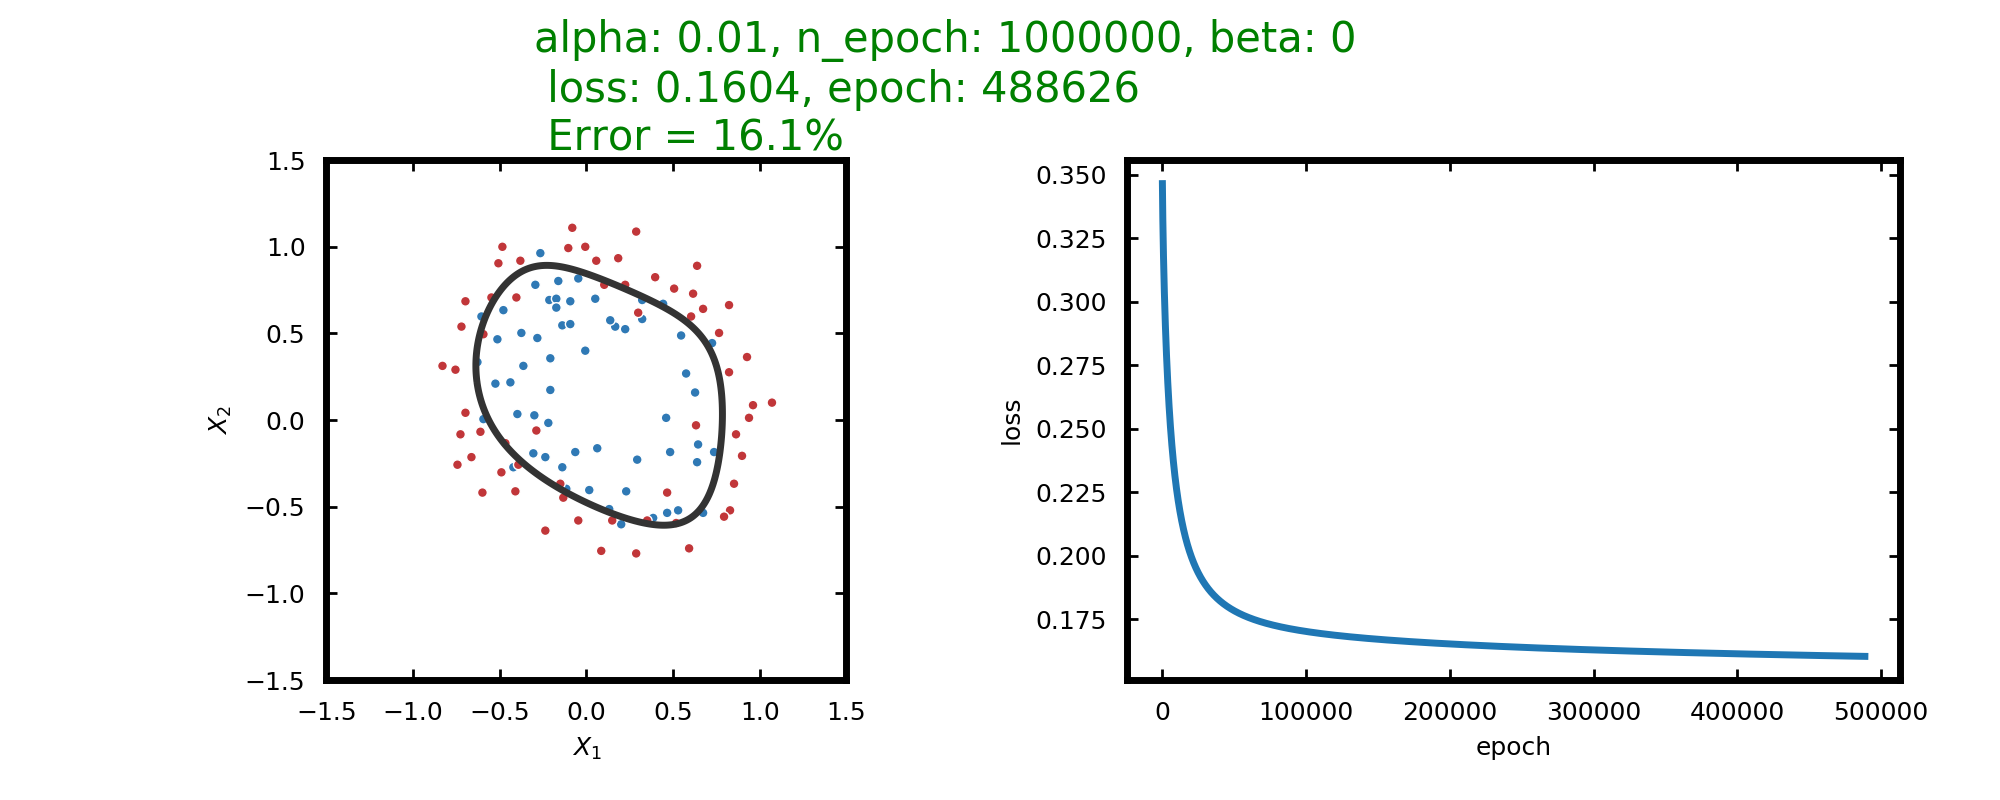 alpha: 0.01, n_epoch: 1000000, beta: 0
loss: 0.1604, epoch: 488626
Error = 16.1%
1.5
1.0
0.5
0.0
−0.5
−1.0
−1.5
X₂
−1.5 −1.0 −0.5 0.0 0.5 1.0 1.5
X₁
0.350
0.325
0.300
0.275
0.250
0.225
0.200
0.175
loss
0 100000 200000 300000 400000 500000
epoch